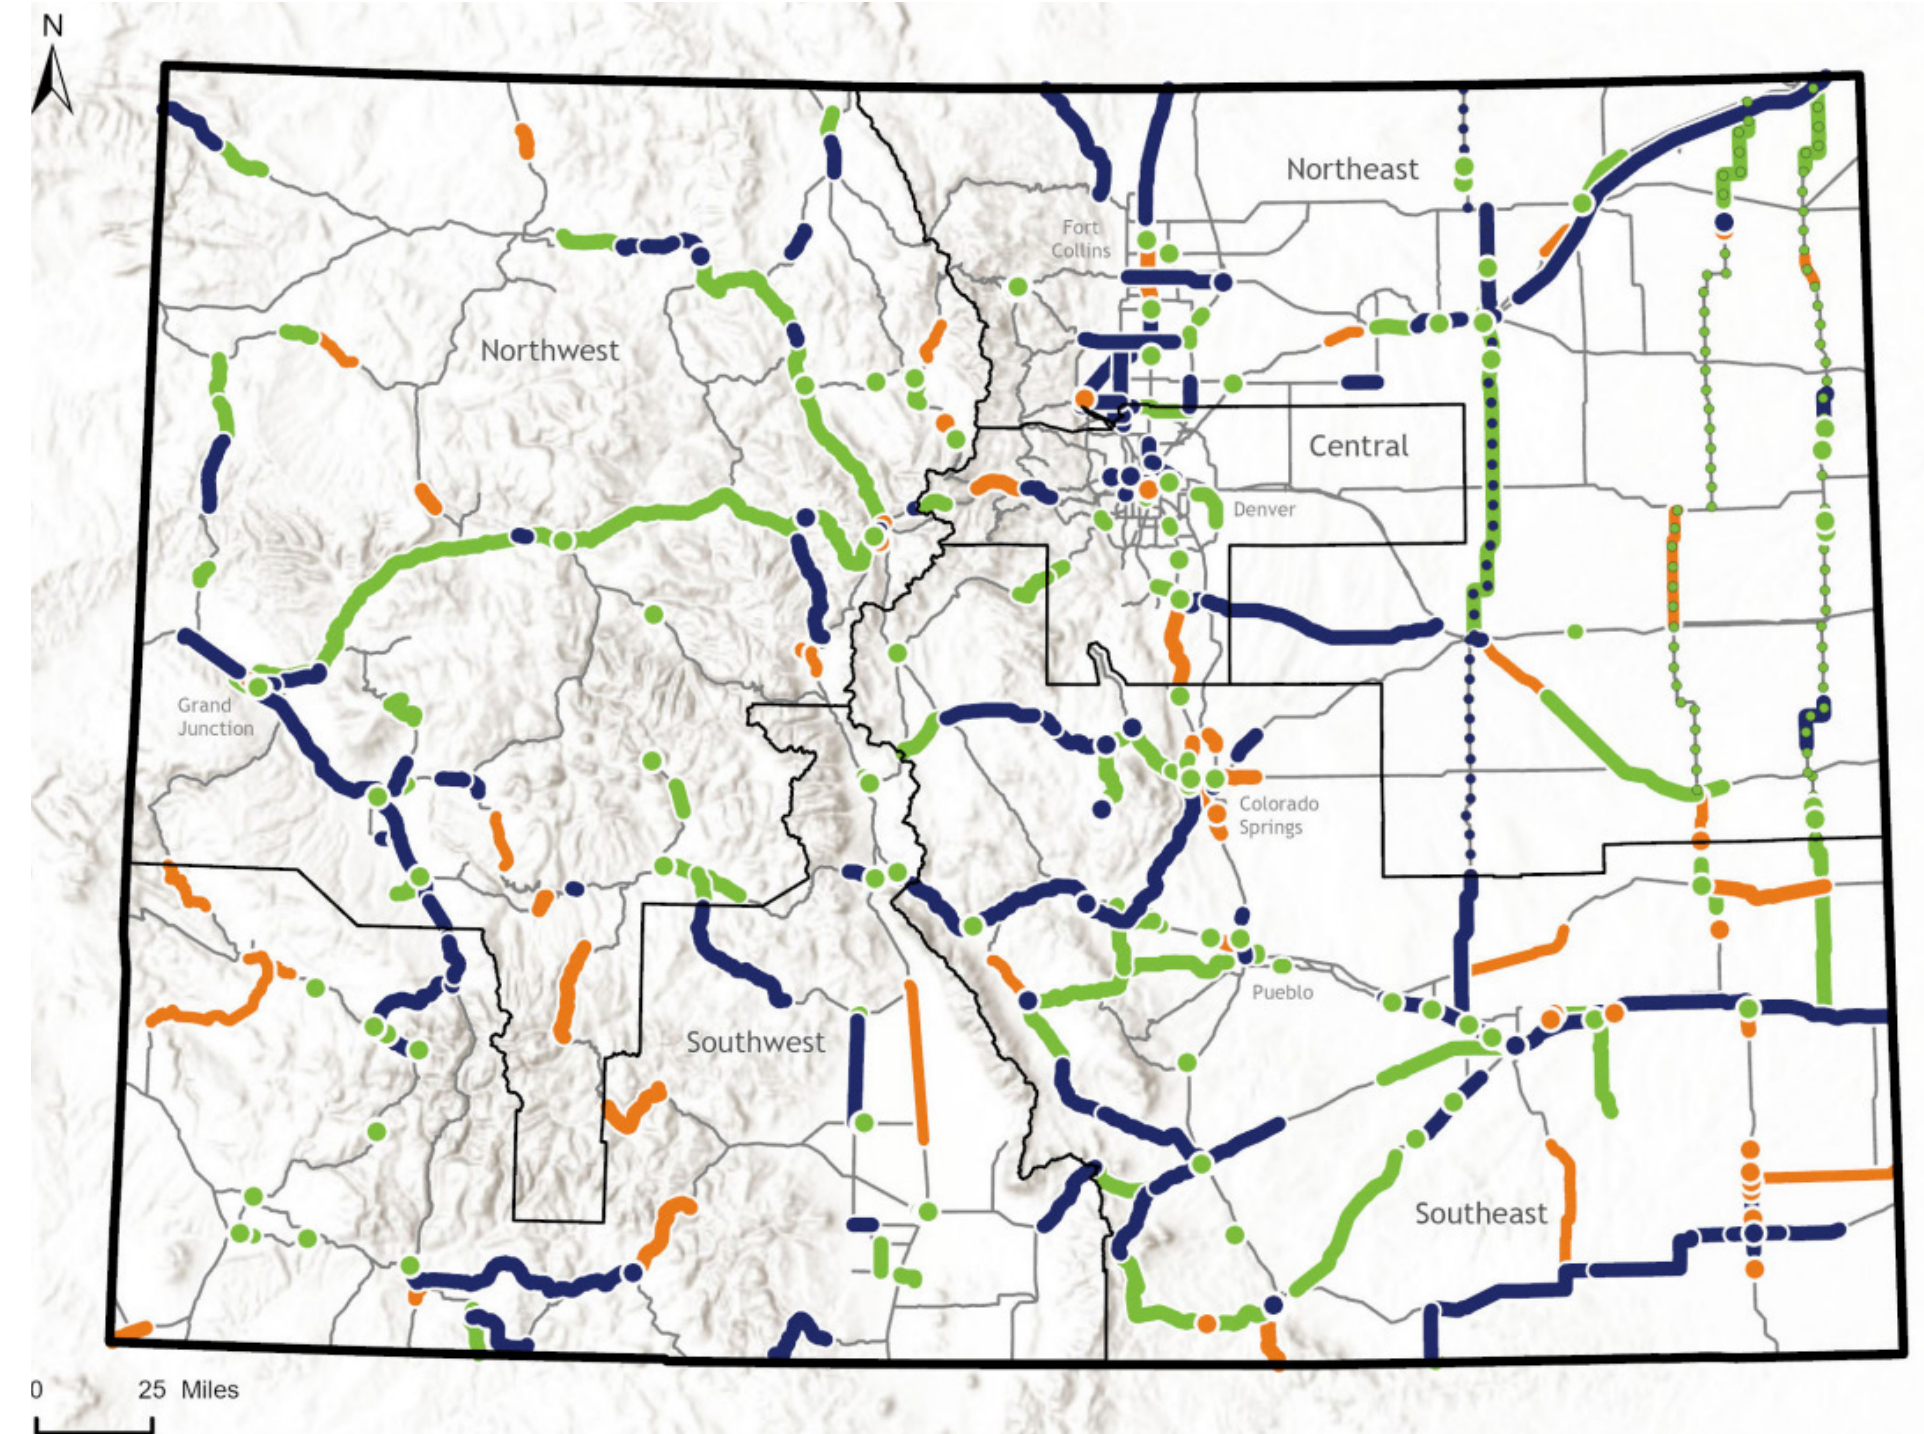 N
Northeast
Fort
Collins
Northwest
Central
Denver
Grand
Junction
Colorado
Springs
Pueblo
Southwest
Southeast
0 25 Miles